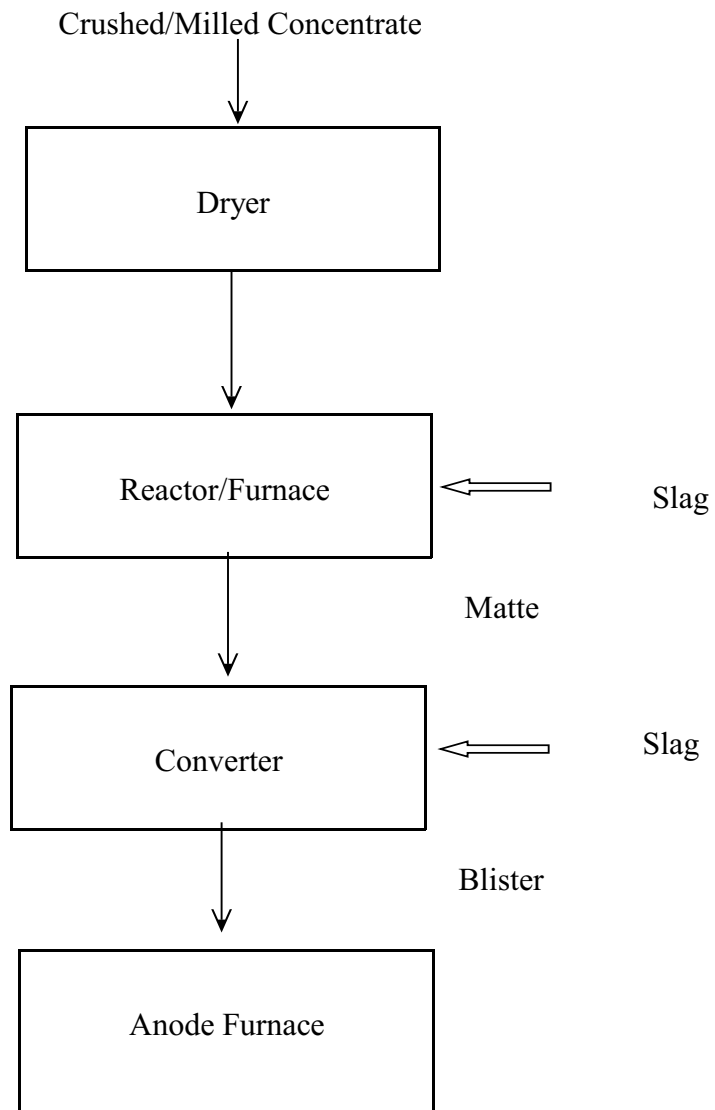 Crushed/Milled Concentrate
Dryer
Reactor/Furnace
Slag
Matte
Converter
Slag
Blister
Anode Furnace